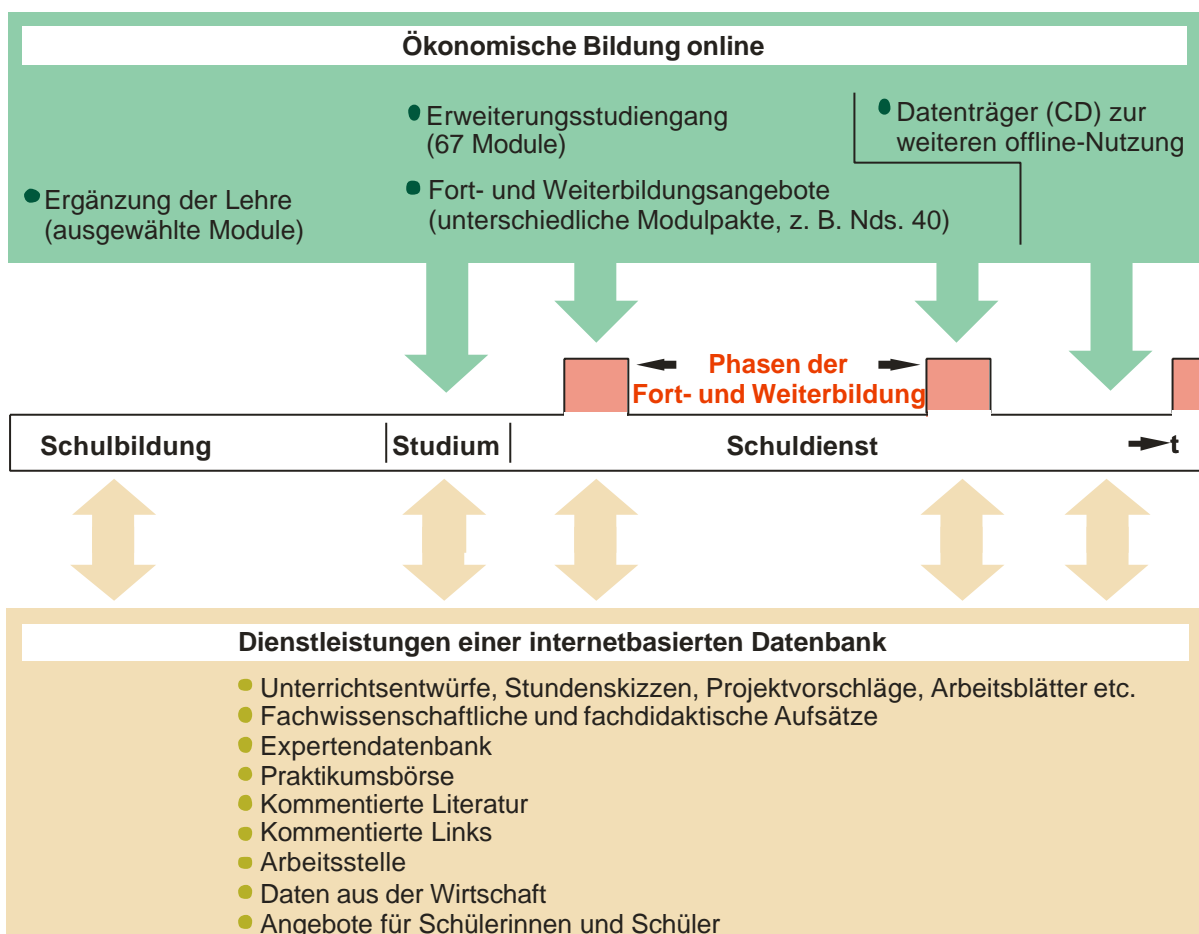 Ökonomische Bildung online
Erweiterungsstudiengang
(67 Module)
Datenträger (CD) zur
weiteren offline-Nutzung
Ergänzung der Lehre
(ausgewählte Module)
Fort- und Weiterbildungsangebote
(unterschiedliche Modulpakte, z. B. Nds. 40)
Phasen der
Fort- und Weiterbildung
Schulbildung
Studium
Schuldienst
t
Dienstleistungen einer internetbasierten Datenbank
Unterrichtsentwürfe, Stundenskizzen, Projektvorschläge, Arbeitsblätter etc.
Fachwissenschaftliche und fachdidaktische Aufsätze
Expertendatenbank
Praktikumsbörse
Kommentierte Literatur
Kommentierte Links
Arbeitsstelle
Daten aus der Wirtschaft
Angebote für Schülerinnen und Schüler